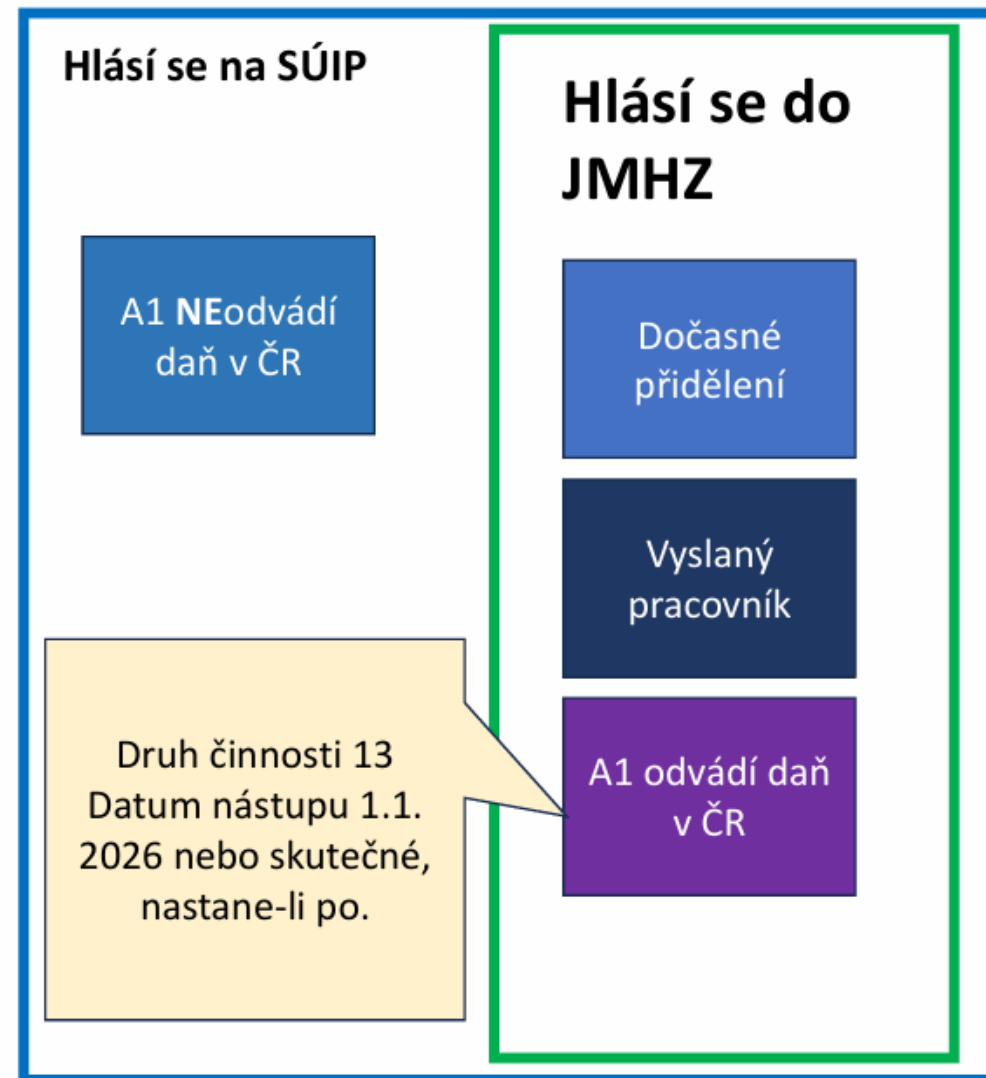 Hlásí se na SÚIP
A1 NEodvádí
daň v ČR
Druh činnosti 13
Datum nástupu 1.1.
2026 nebo skutečné,
nastane-li po.
Hlásí se do
JMHZ
Dočasné
přidělení
Vyslaný
pracovník
A1 odvádí daň
v ČR